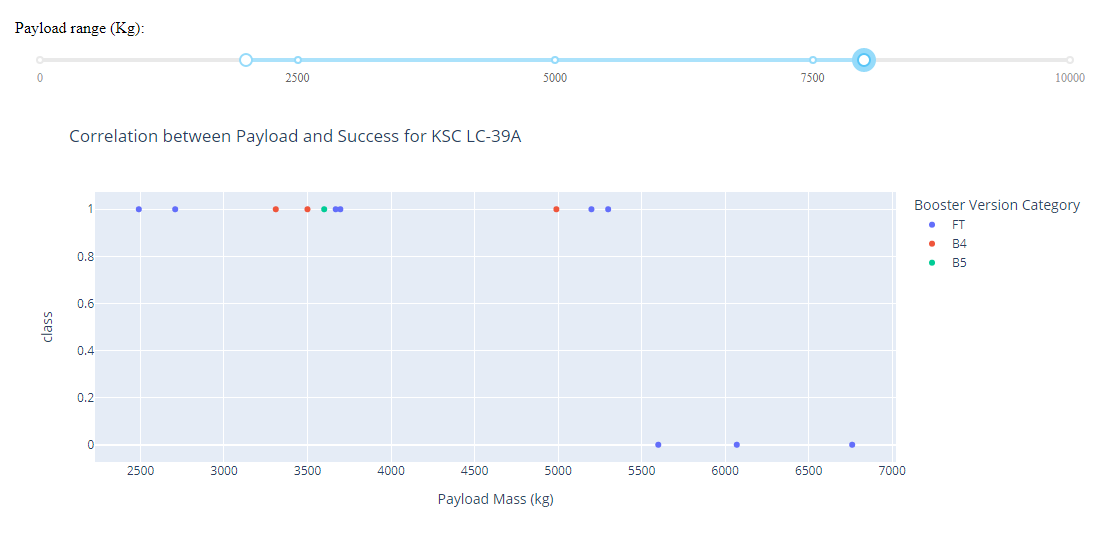 Payload range (Kg):
0 2500 5000 7500 10000
Correlation between Payload and Success for KSC LC-39A
Booster Version Category
FT
B4
B5
1
0.8
0.6
0.4
0.2
0
class
2500 3000 3500 4000 4500 5000 5500 6000 6500 7000
Payload Mass (kg)